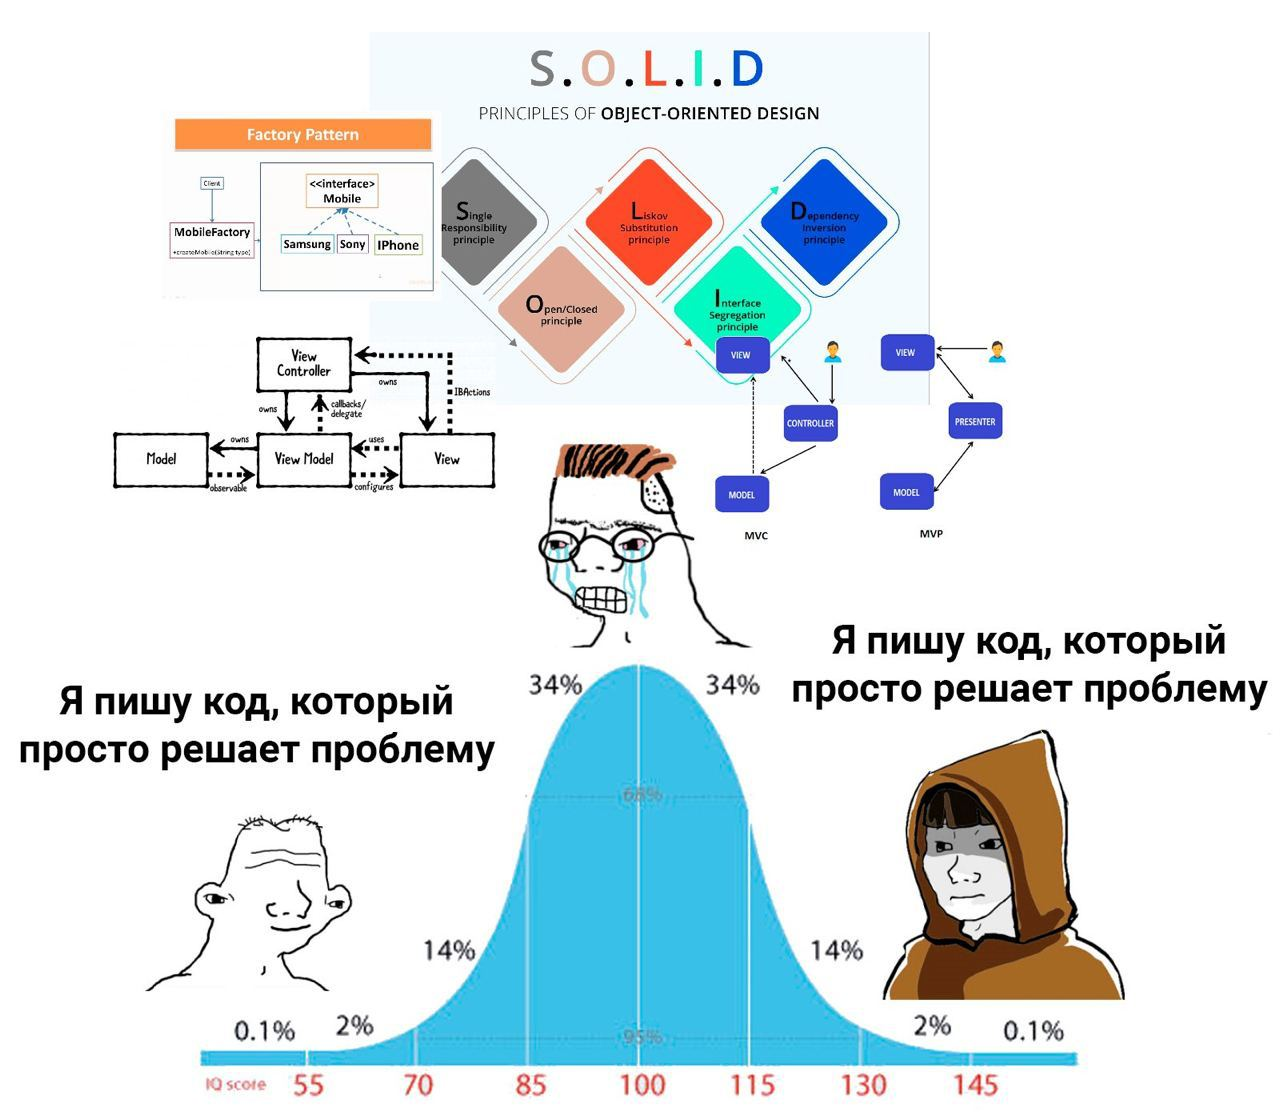 S.O.L.I.D
PRINCIPLES OF OBJECT-ORIENTED DESIGN
Single
Responsibility
principle
Liskov
Substitution
principle
Dependency
Inversion
principle
Open/Closed
principle
Interface
Segregation
principle
Factory Pattern
Client
<<interface>
Mobile
MobileFactory
+createMobile(String type)
Samsung
Sony
IPhone
View
Controller
owns
IBActions
owns
callbacks/
delegate
Model
owns
View Model
uses
View
observable
configures
VIEW
CONTROLLER
MODEL
MVC
VIEW
PRESENTER
MODEL
MVP
Я пишу код, который
просто решает проблему
Я пишу код, который
просто решает проблему
34%
34%
68%
14%
14%
0.1%
2%
95%
2%
0.1%
IQ score
55
70
85
100
115
130
145